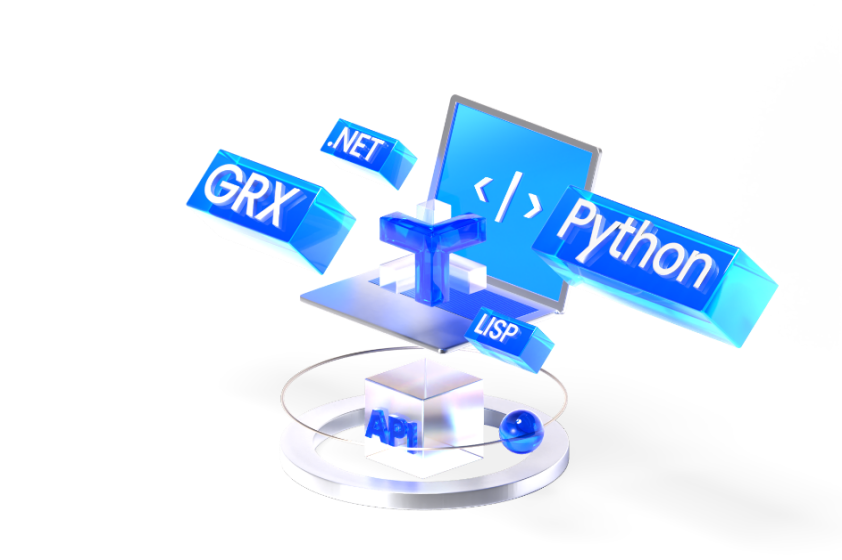 .NET
GRX
</>
Python
LISP
API